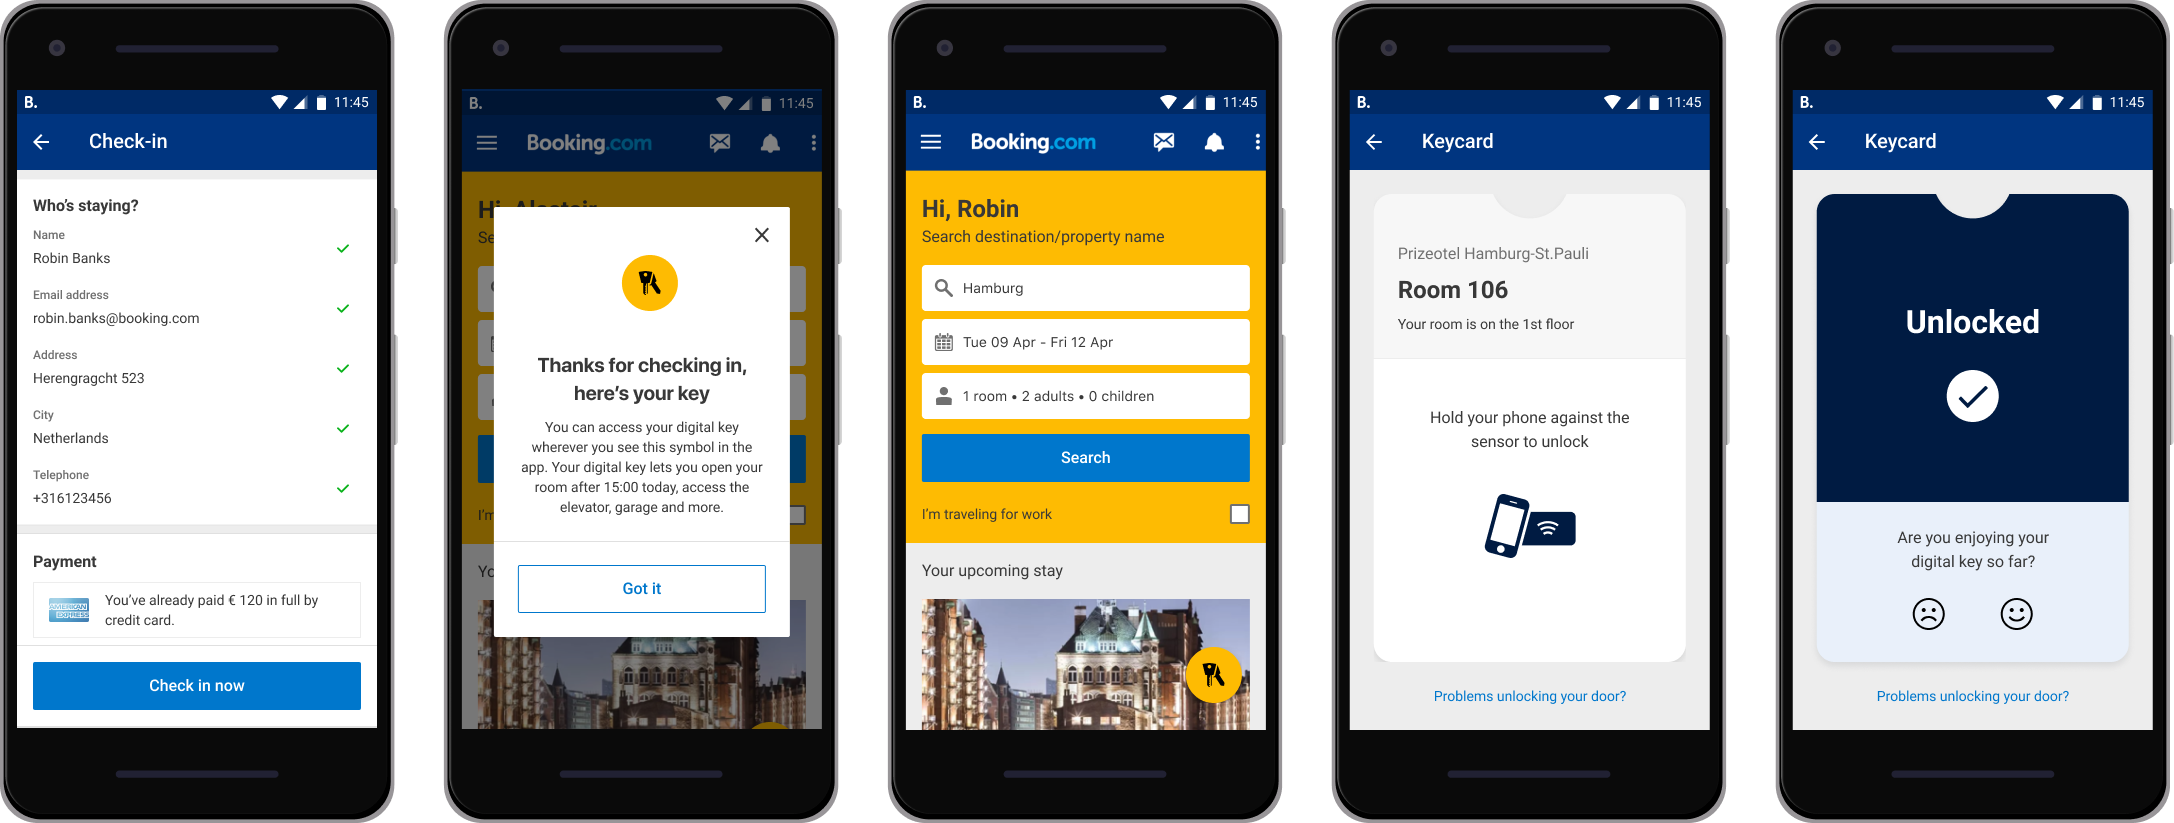 B.
11:45
Check-in
Who's staying?
Name
Robin Banks
Email address
robin.banks@booking.com
Address
Herengragcht 523
City
Netherlands
Telephone
+316123456
Payment
AMERICAN
EXPRESS
You've already paid € 120 in full by
credit card.
Check in now
B.
11:45
Booking.com
Hi, Alastair
Se
Thanks for checking in,
here's your key
You can access your digital key
wherever you see this symbol in the
app. Your digital key lets you open your
room after 15:00 today, access the
elevator, garage and more.
I'm
Got it
Yo
B.
11:45
Booking.com
Hi, Robin
Search destination/property name
Hamburg
Tue 09 Apr - Fri 12 Apr
1 room • 2 adults • 0 children
Search
I'm traveling for work
Your upcoming stay
B.
11:45
Keycard
Prizeotel Hamburg-St.Pauli
Room 106
Your room is on the 1st floor
Hold your phone against the
sensor to unlock
Problems unlocking your door?
B.
11:45
Keycard
Unlocked
Are you enjoying your
digital key so far?
Problems unlocking your door?